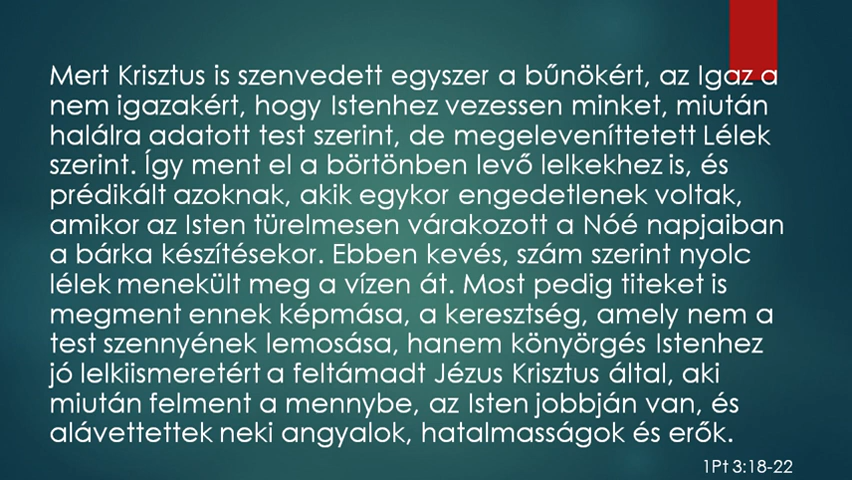 Mert Krisztus is szenvedett egyszer a bűnökért, az Igaz a
nem igazakért, hogy Istenhez vezessen minket, miután
halálra adatott test szerint, de megeleveníttetett Lélek
szerint. Így ment el a börtönben levő lelkekhez is, és
prédikált azoknak, akik egykor engedetlenek voltak,
amikor az Isten türelmesen várakozott a Nóé napjaiban
a bárka készítésekor. Ebben kevés, szám szerint nyolc
lélek menekült meg a vízen át. Most pedig titeket is
megment ennek képmása, a keresztség, amely nem a
test szennyének lemosása, hanem könyörgés Istenhez
jó lelkiismeretért a feltámadt Jézus Krisztus által, aki
miután felment a mennybe, az Isten jobbján van, és
alávettettek neki angyalok, hatalmasságok és erők.
1Pt 3:18-22